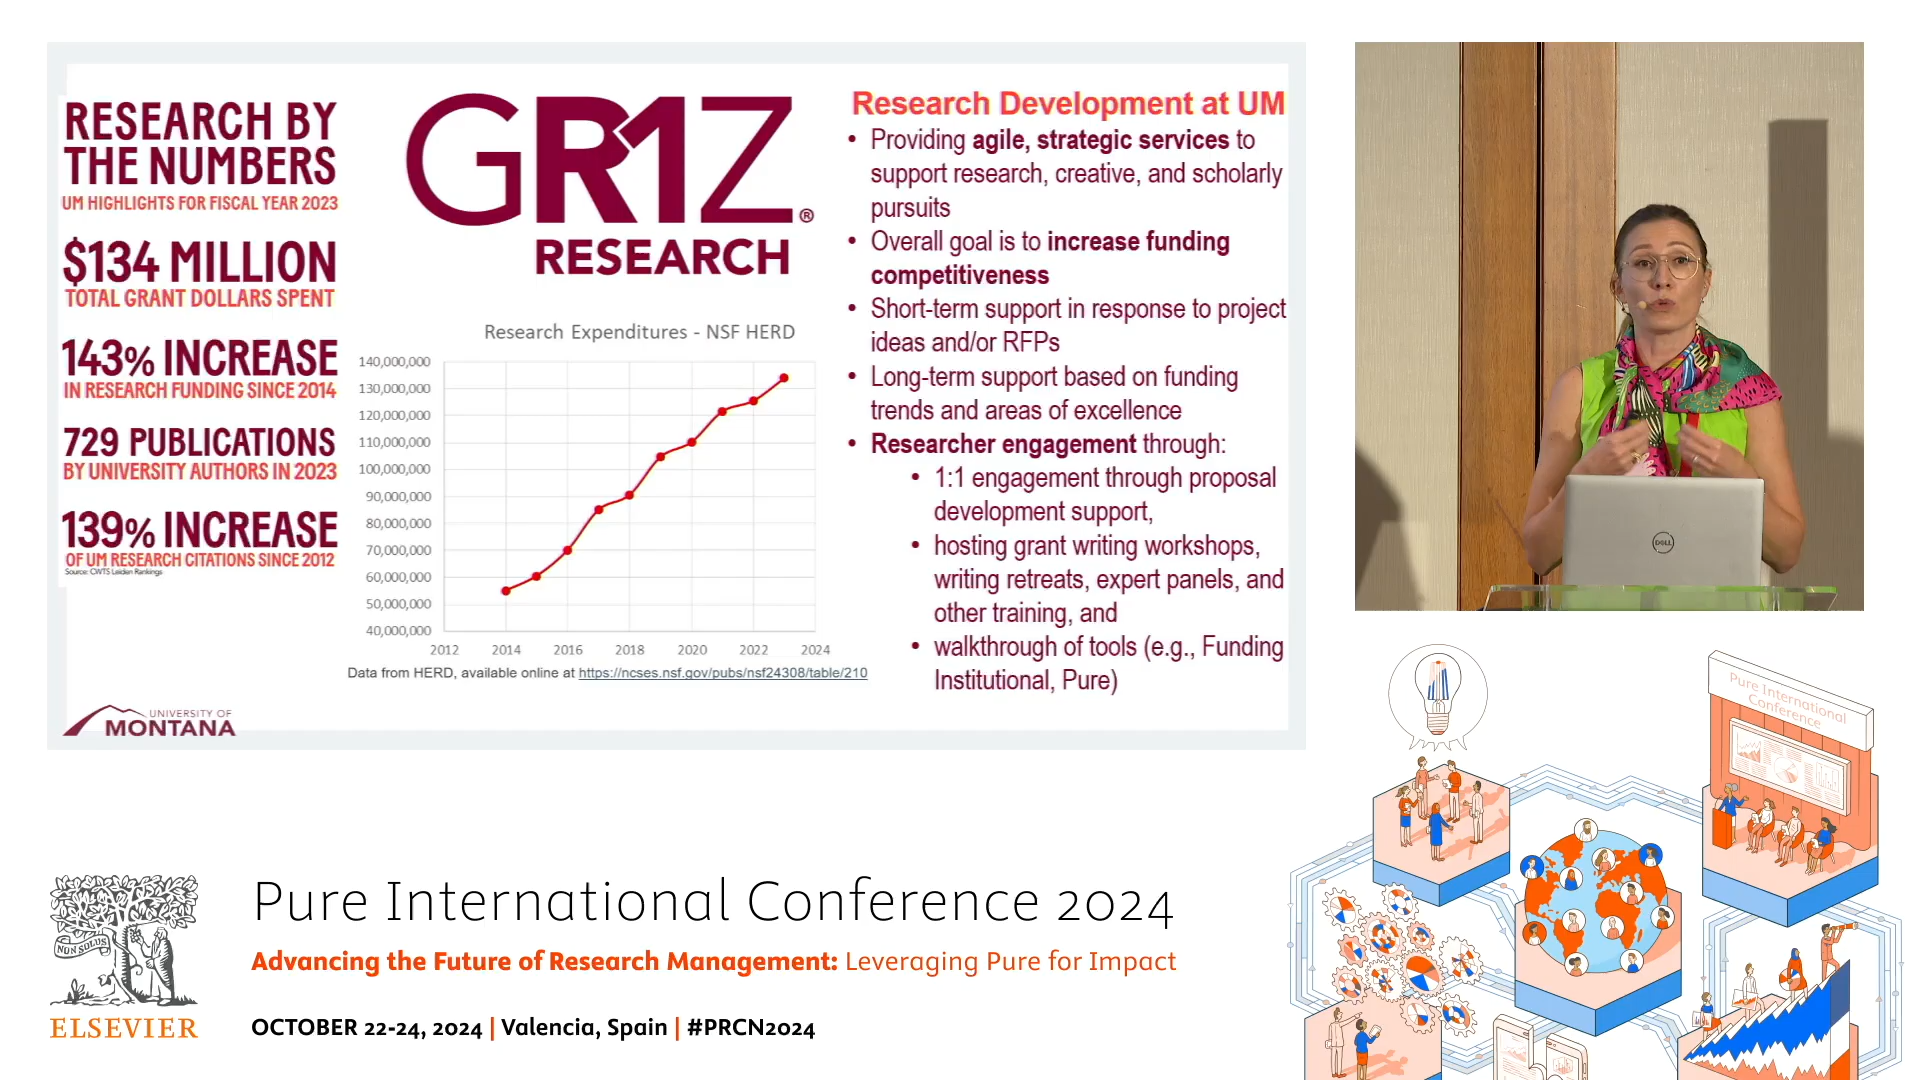 RESEARCH BY
THE NUMBERS
UM HIGHLIGHTS FOR FISCAL YEAR 2023
$134 MILLION
TOTAL GRANT DOLLARS SPENT
143% INCREASE
IN RESEARCH FUNDING SINCE 2014
729 PUBLICATIONS
BY UNIVERSITY AUTHORS IN 2023
139% INCREASE
OF UM RESEARCH CITATIONS SINCE 2012
Source: CWTS Leiden Rankings
UNIVERSITY OF
MONTANA
GR1Z®
RESEARCH
Research Expenditures - NSF HERD
140,000,000
130,000,000
120,000,000
110,000,000
100,000,000
90,000,000
80,000,000
70,000,000
60,000,000
50,000,000
40,000,000
2012 2014 2016 2018 2020 2022 2024
Data from HERD, available online at https://ncses.nsf.gov/pubs/nsf24308/table/210
Research Development at UM
• Providing agile, strategic services to
support research, creative, and scholarly
pursuits
• Overall goal is to increase funding
competitiveness
• Short-term support in response to project
ideas and/or RFPs
• Long-term support based on funding
trends and areas of excellence
• Researcher engagement through:
• 1:1 engagement through proposal
development support,
• hosting grant writing workshops,
writing retreats, expert panels, and
other training, and
• walkthrough of tools (e.g., Funding
Institutional, Pure)
DELL
Pure International
Conference
NON SOLUS
ELSEVIER
Pure International Conference 2024
Advancing the Future of Research Management: Leveraging Pure for Impact
OCTOBER 22-24, 2024 | Valencia, Spain | #PRCN2024